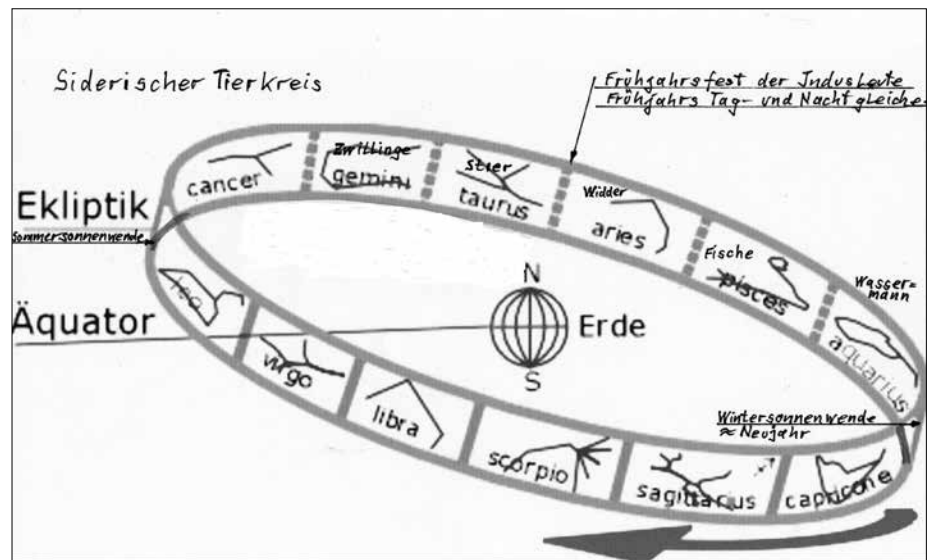 Siderischer Tierkreis
Frühjahrsfest der Indusleute
Frühjahrs Tag- und Nachtgleiche
cancer
Zwillinge
gemini
Stier
taurus
Widder
aries
Fische
pisces
Wasser=
mann
aquarius
Ekliptik
Sommersonnenwende
leo
N
Äquator
Erde
S
virgo
libra
Wintersonnenwende
≈ Neujahr
scorpio
sagittarius
capricone